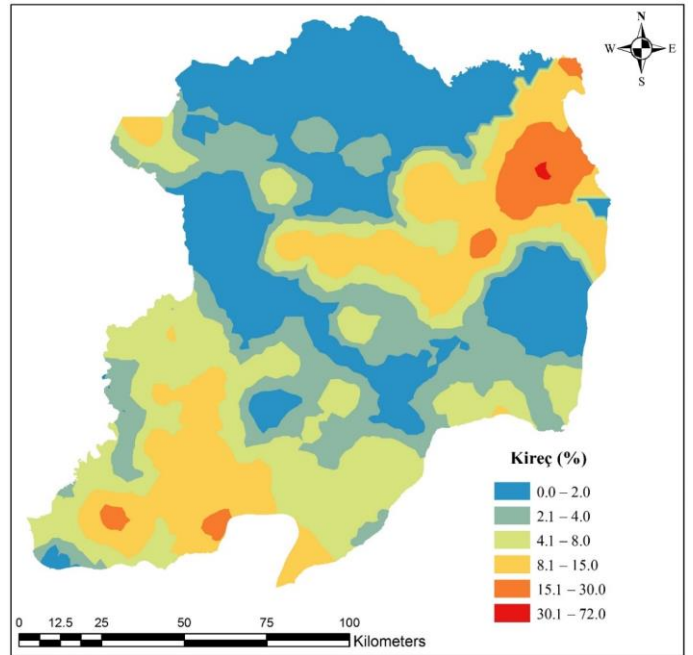 N
W E
S
Kireç (%)
0.0 – 2.0
2.1 – 4.0
4.1 – 8.0
8.1 – 15.0
15.1 – 30.0
30.1 – 72.0
0 12.5 25 50 75 100
Kilometers